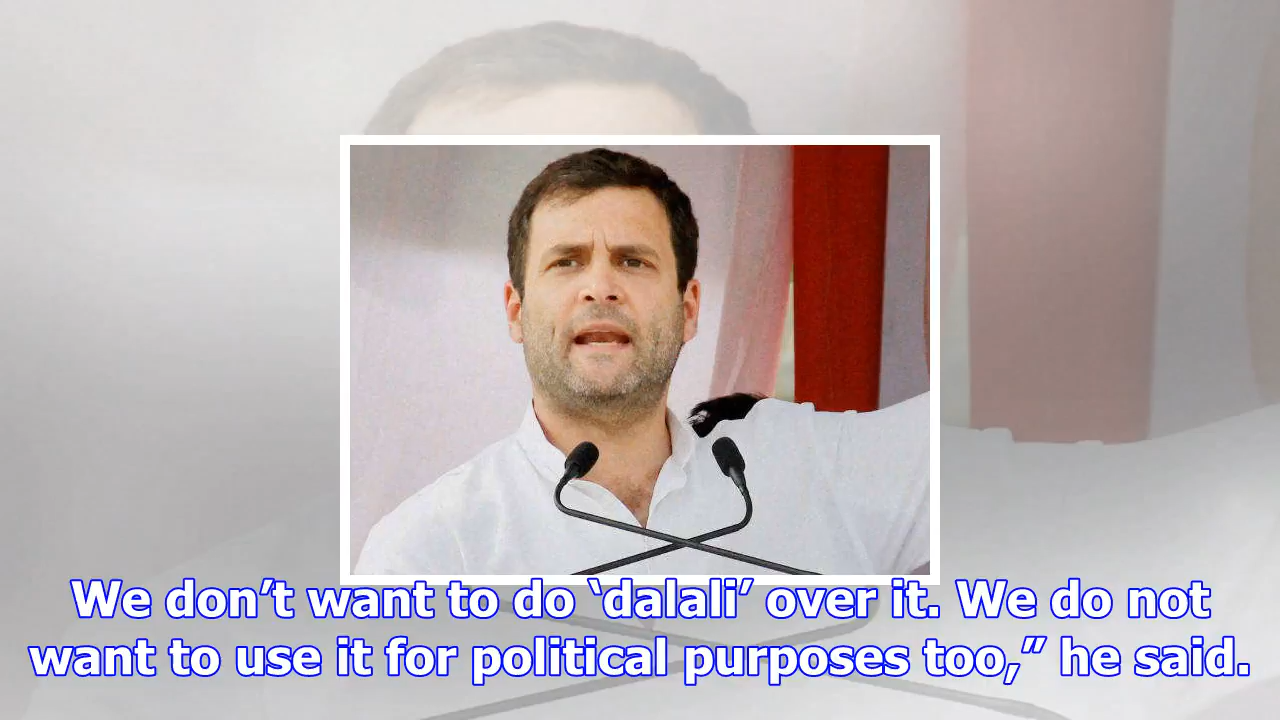 We don’t want to do ‘dalali’ over it. We do not
want to use it for political purposes too,” he said.